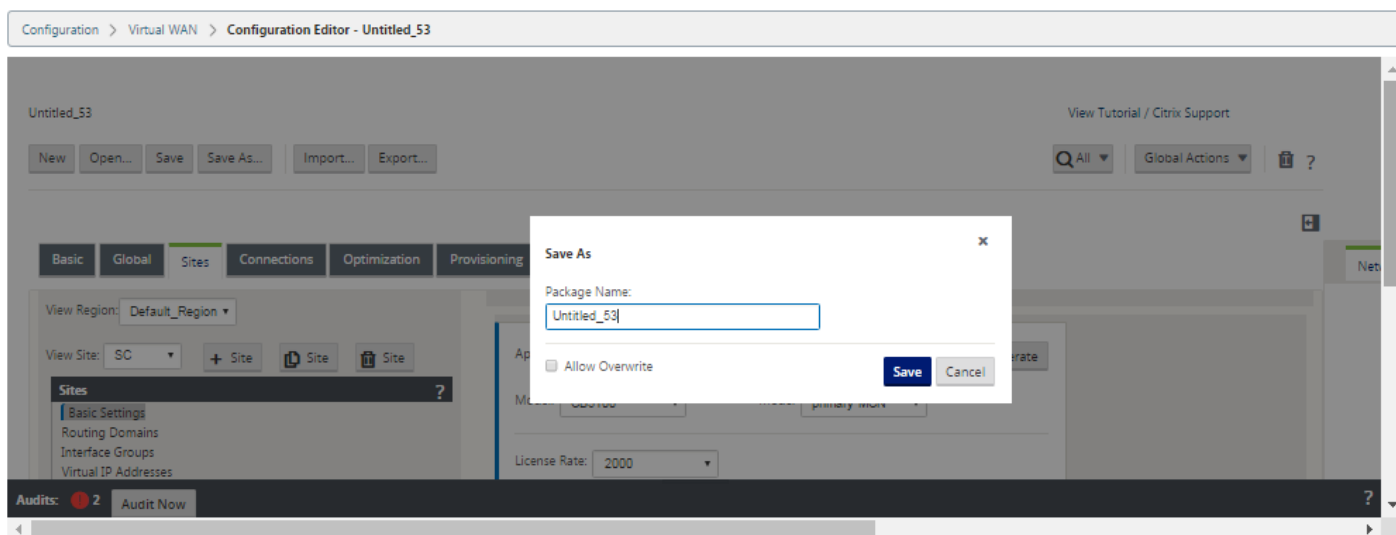 Configuration > Virtual WAN > Configuration Editor - Untitled_53
Untitled_53
View Tutorial / Citrix Support
New Open... Save Save As... Import... Export...
All Global Actions ?
Basic Global Sites Connections Optimization Provisioning
Save As
Package Name:
Untitled_53
Allow Overwrite
Save Cancel
View Region: Default_Region
View Site: SC + Site Site Site
Sites ?
Basic Settings
Routing Domains
Interface Groups
Virtual IP Addresses
License Rate: 2000
Audits: 2 Audit Now ?